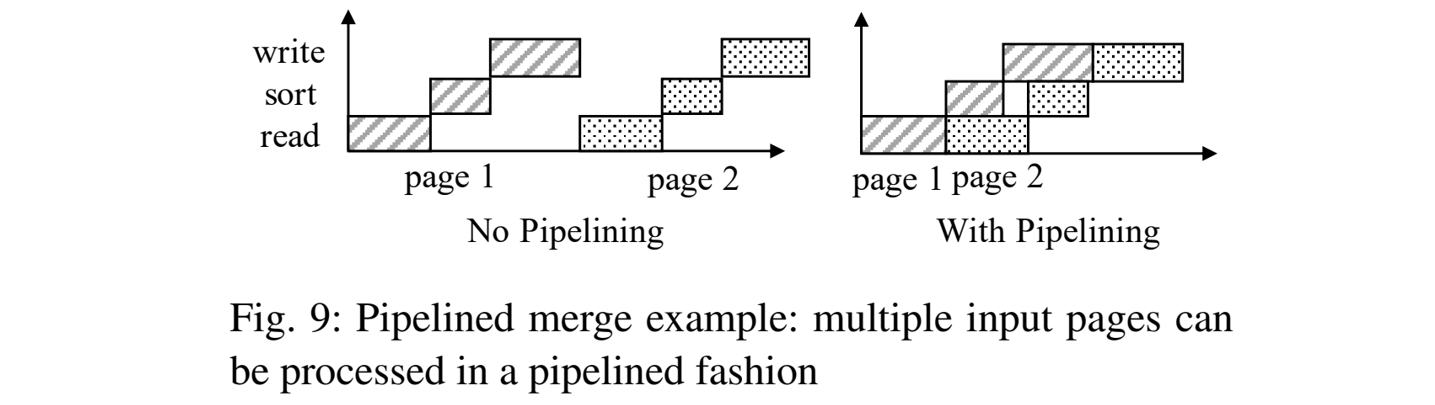 write
sort
read
page 1
page 2
No Pipelining
page 1 page 2
With Pipelining
Fig. 9: Pipelined merge example: multiple input pages can
be processed in a pipelined fashion